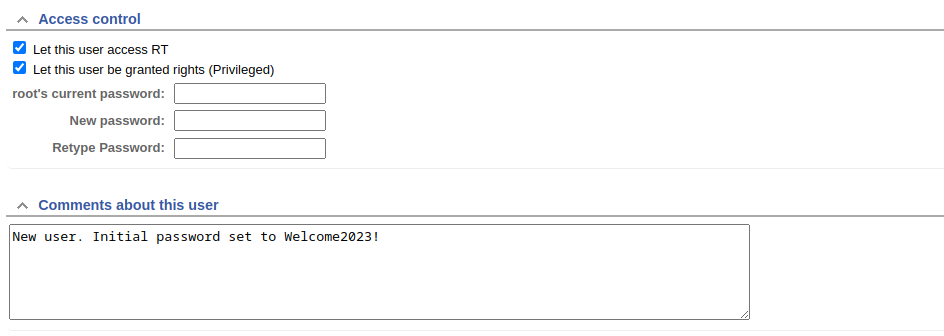 Access control
Let this user access RT
Let this user be granted rights (Privileged)
root's current password:
New password:
Retype Password:
Comments about this user
New user. Initial password set to Welcome2023!